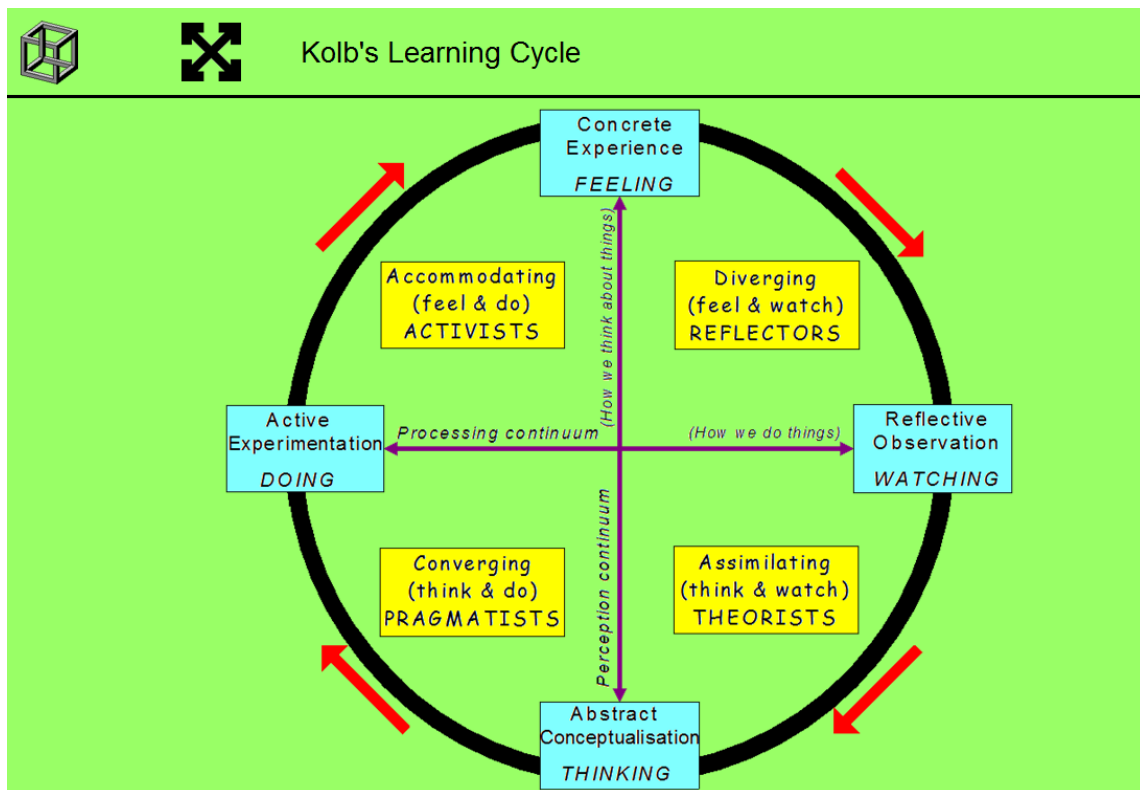 Kolb's Learning Cycle
Concrete
Experience
FEELING
Accommodating
(feel & do)
ACTIVISTS
(How we think about things)
Diverging
(feel & watch)
REFLECTORS
Active
Experimentation
DOING
Processing continuum
(How we do things)
Reflective
Observation
WATCHING
Converging
(think & do)
PRAGMATISTS
Perception continuum
Assimilating
(think & watch)
THEORISTS
Abstract
Conceptualisation
THINKING